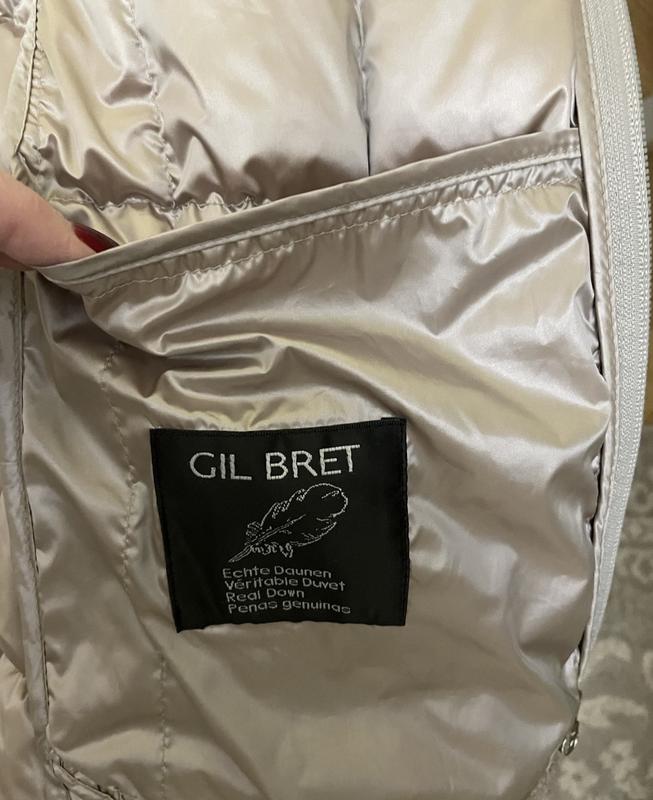 GIL BRET
Echte Daunen
Véritable Duvet
Real Down
Penas genuinas